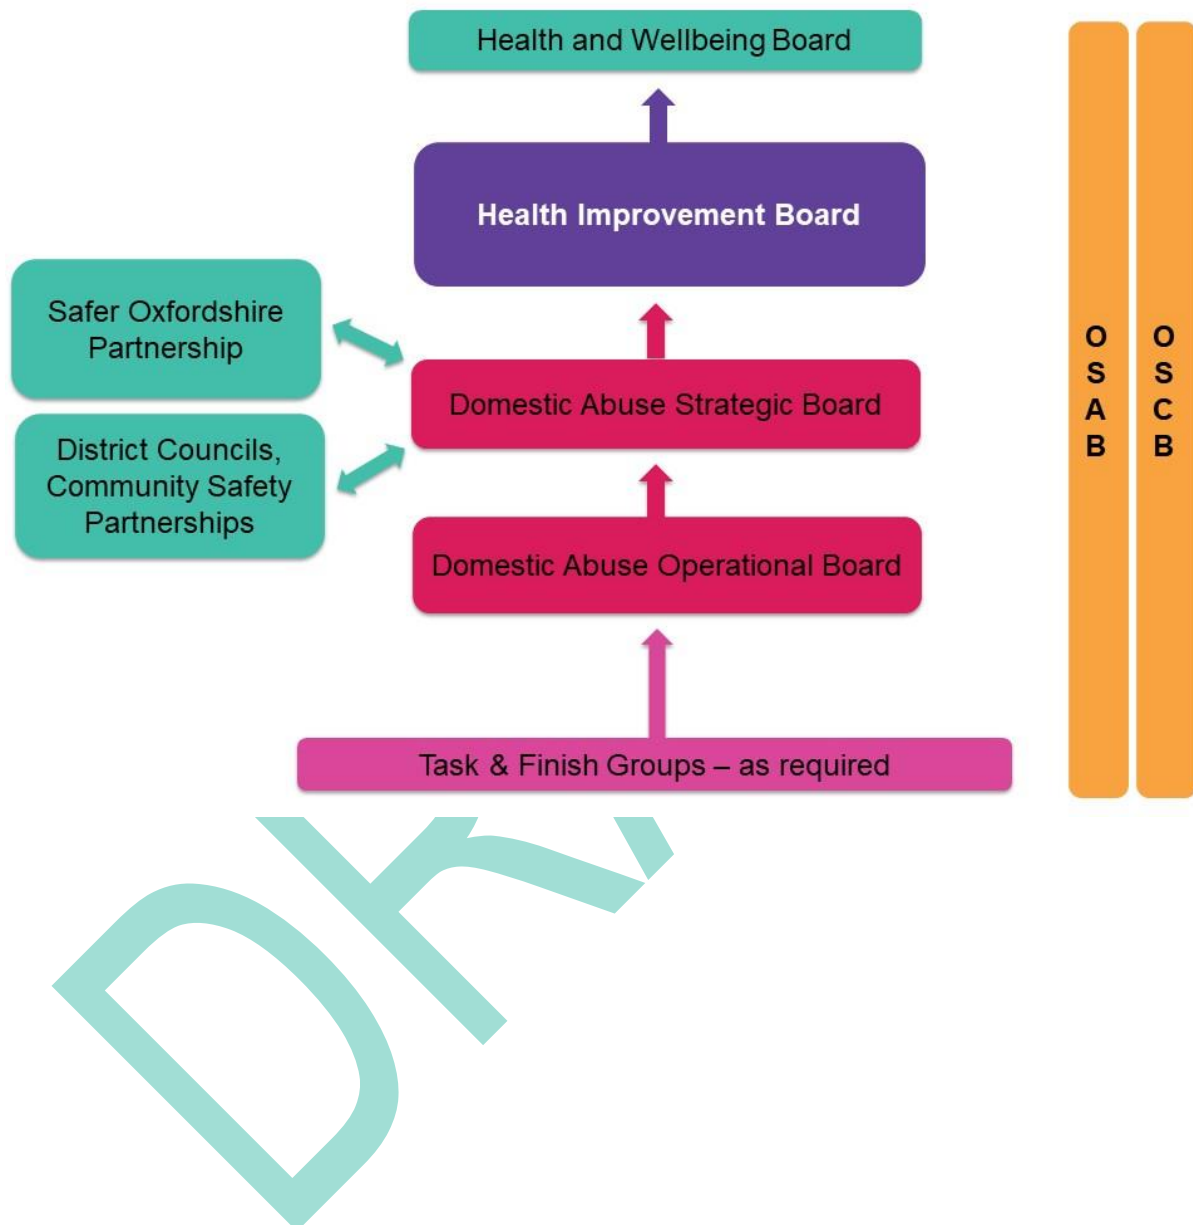 Health and Wellbeing Board
Health Improvement Board
Safer Oxfordshire
Partnership
Domestic Abuse Strategic Board
District Councils,
Community Safety
Partnerships
Domestic Abuse Operational Board
Task & Finish Groups – as required
O
S
A
B
O
S
C
B